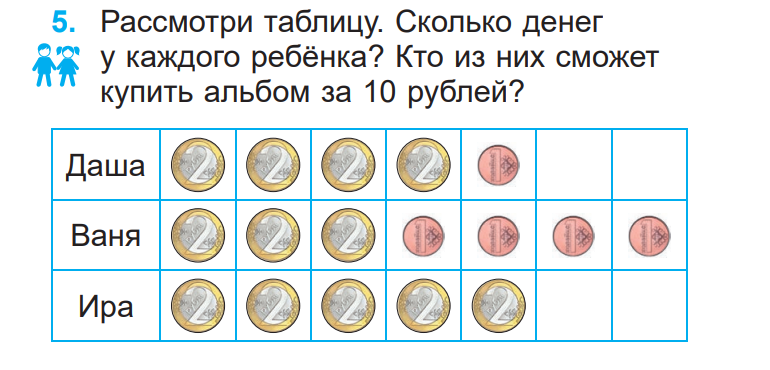 5. Рассмотри таблицу. Сколько денег
у каждого ребёнка? Кто из них сможет
купить альбом за 10 рублей?
Даша 2 2 2 2 1
Ваня 2 2 2 1 1 1 1
Ира 2 2 2 2 2